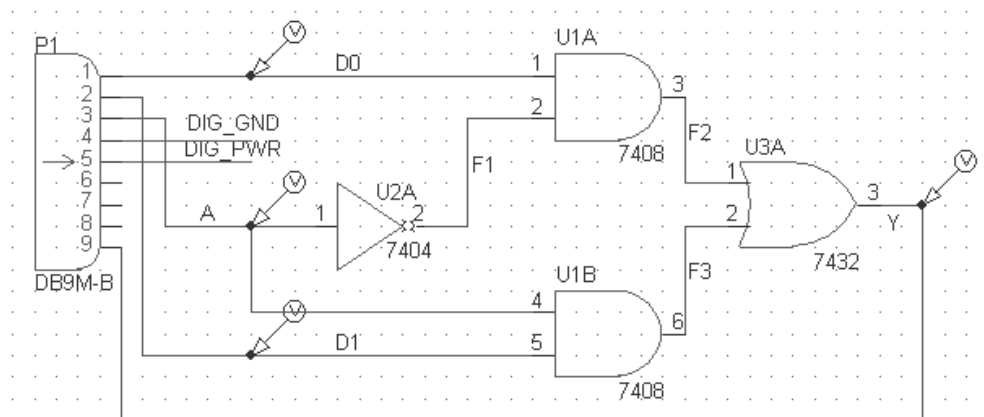 P1
1
2
3
4
5
6
7
8
9
DB9M-B
V
D0
DIG_GND
DIG_PWR
V
A
1
U2A
2
7404
F1
V
D1
U1A
1
2
3
7408
F2
U1B
4
5
6
7408
F3
U3A
1
2
3
7432
Y
V